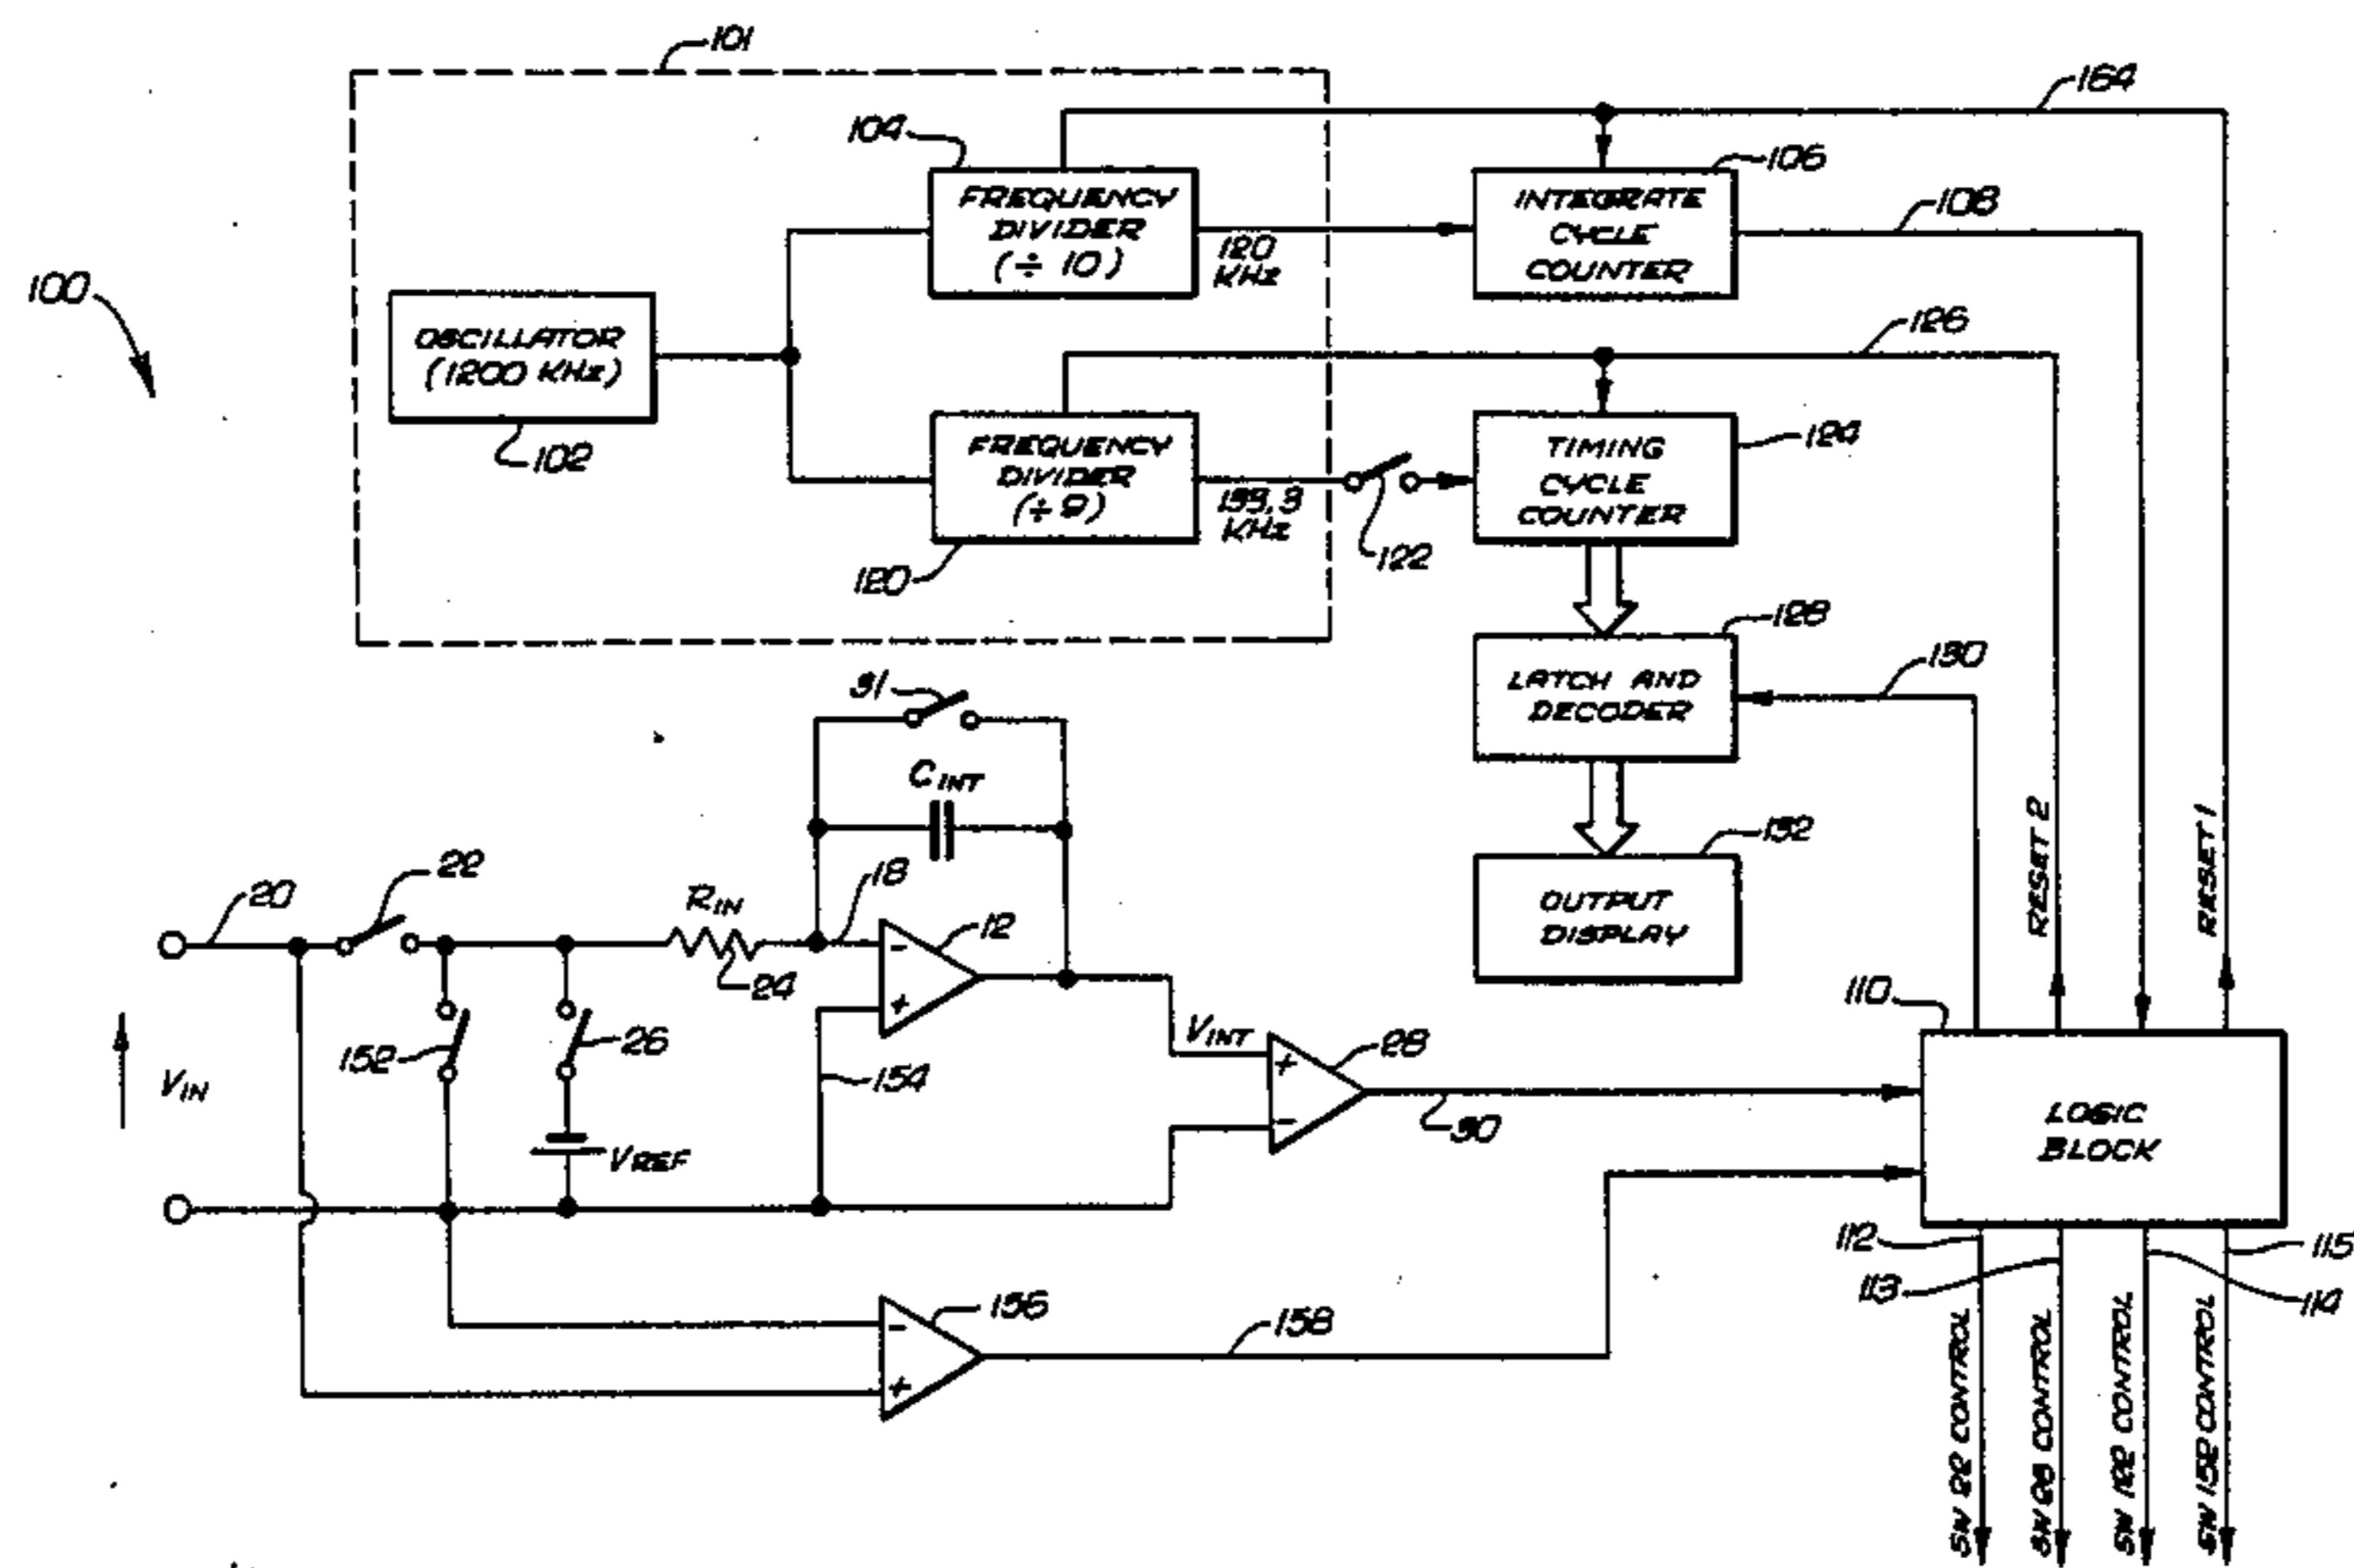 101
164
104
FREQUENCY
DIVIDER
(÷ 10)
120
KHz
106
INTEGRATE
CYCLE
COUNTER
108
100
OSCILLATOR
(1200 KHz)
102
126
FREQUENCY
DIVIDER
(÷ 9)
133.3
KHz
120
122
TIMING
CYCLE
COUNTER
124
128
LATCH AND
DECODER
130
31
C INT
RESET 2
RESET 1
132
OUTPUT
DISPLAY
20
22
RIN
24
18
12
110
152
26
VIN
VREF
154
VINT
28
30
LOGIC
BLOCK
156
158
112
113
114
115
SW 22 CONTROL
SW 26 CONTROL
SW 122 CONTROL
SW 152 CONTROL
-
+
+
-
-
+